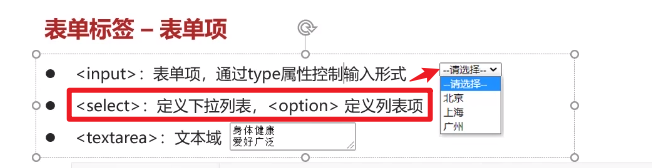 表单标签 – 表单项
<input>：表单项，通过type属性控制输入形式
--请选择--
--请选择--
北京
上海
广州
<select>：定义下拉列表，<option> 定义列表项
<textarea>：文本域
身体健康
爱好广泛